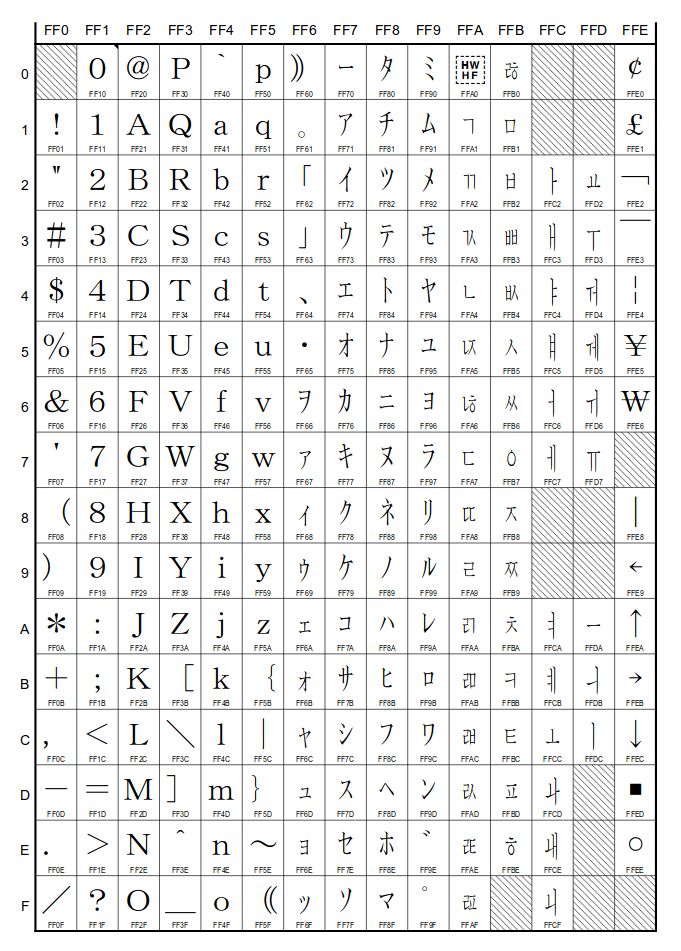 FF0 FF1 FF2 FF3 FF4 FF5 FF6 FF7 FF8 FF9 FFA FFB FFC FFD FFE
0 0 @ P ` p ⦆ ー タ ミ HW HF ㅀ ¢
FF10 FF20 FF30 FF40 FF50 FF60 FF70 FF80 FF90 FFA0 FFB0 FFE0
1 ! 1 A Q a q 。 ア チ ム ㄱ ㅁ £
FF01 FF11 FF21 FF31 FF41 FF51 FF61 FF71 FF81 FF91 FFA1 FFB1 FFE1
2 " 2 B R b r 「 イ ツ メ ㄲ ㅂ ㅏ ㅛ ¬
FF02 FF12 FF22 FF32 FF42 FF52 FF62 FF72 FF82 FF92 FFA2 FFB2 FFC2 FFD2 FFE2
3 # 3 C S c s 」 ウ テ モ ㄳ ㅃ ㅐ ㅜ ¯
FF03 FF13 FF23 FF33 FF43 FF53 FF63 FF73 FF83 FF93 FFA3 FFB3 FFC3 FFD3 FFE3
4 $ 4 D T d t 、 エ ト ヤ ㄴ ㅄ ㅑ ㅝ ¦
FF04 FF14 FF24 FF34 FF44 FF54 FF64 FF74 FF84 FF94 FFA4 FFB4 FFC4 FFD4 FFE4
5 % 5 E U e u ・ オ ナ ユ ㄵ ㅅ ㅒ ㅞ ¥
FF05 FF15 FF25 FF35 FF45 FF55 FF65 FF75 FF85 FF95 FFA5 FFB5 FFC5 FFD5 FFE5
6 & 6 F V f v ヲ カ ニ ヨ ㄶ ㅆ ㅓ ㅟ ₩
FF06 FF16 FF26 FF36 FF46 FF56 FF66 FF76 FF86 FF96 FFA6 FFB6 FFC6 FFD6 FFE6
7 ' 7 G W g w ァ キ ヌ ラ ㄷ ㅇ ㅔ ㅠ
FF07 FF17 FF27 FF37 FF47 FF57 FF67 FF77 FF87 FF97 FFA7 FFB7 FFC7 FFD7
8 ( 8 H X h x ィ ク ネ リ ㄸ ㅈ │
FF08 FF18 FF28 FF38 FF48 FF58 FF68 FF78 FF88 FF98 FFA8 FFB8 FFE8
9 ) 9 I Y i y ゥ ケ ノ ル ㄹ ㅉ ←
FF09 FF19 FF29 FF39 FF49 FF59 FF69 FF79 FF89 FF99 FFA9 FFB9 FFE9
A * : J Z j z ェ コ ハ レ ㄺ ㅊ ㅕ ㅡ ↑
FF0A FF1A FF2A FF3A FF4A FF5A FF6A FF7A FF8A FF9A FFAA FFBA FFCA FFDA FFEA
B + ; K [ k { ォ サ ヒ ロ ㄻ ㅋ ㅖ ㅢ →
FF0B FF1B FF2B FF3B FF4B FF5B FF6B FF7B FF8B FF9B FFAB FFBB FFCB FFDB FFEB
C , < L \ l | ャ シ フ ワ ㄼ ㅌ ㅗ ㅣ ↓
FF0C FF1C FF2C FF3C FF4C FF5C FF6C FF7C FF8C FF9C FFAC FFBC FFCC FFDC FFEC
D - = M ] m } ュ ス ヘ ン ㄽ ㅍ ㅘ ■
FF0D FF1D FF2D FF3D FF4D FF5D FF6D FF7D FF8D FF9D FFAD FFBD FFCD FFED
E . > N ^ n ~ ョ セ ホ ゛ ㄾ ㅎ ㅙ ○
FF0E FF1E FF2E FF3E FF4E FF5E FF6E FF7E FF8E FF9E FFAE FFBE FFCE FFEE
F / ? O _ o ⦅ ッ ソ マ ゜ ㄿ ㅚ
FF0F FF1F FF2F FF3F FF4F FF5F FF6F FF7F FF8F FF9F FFAF FFCF